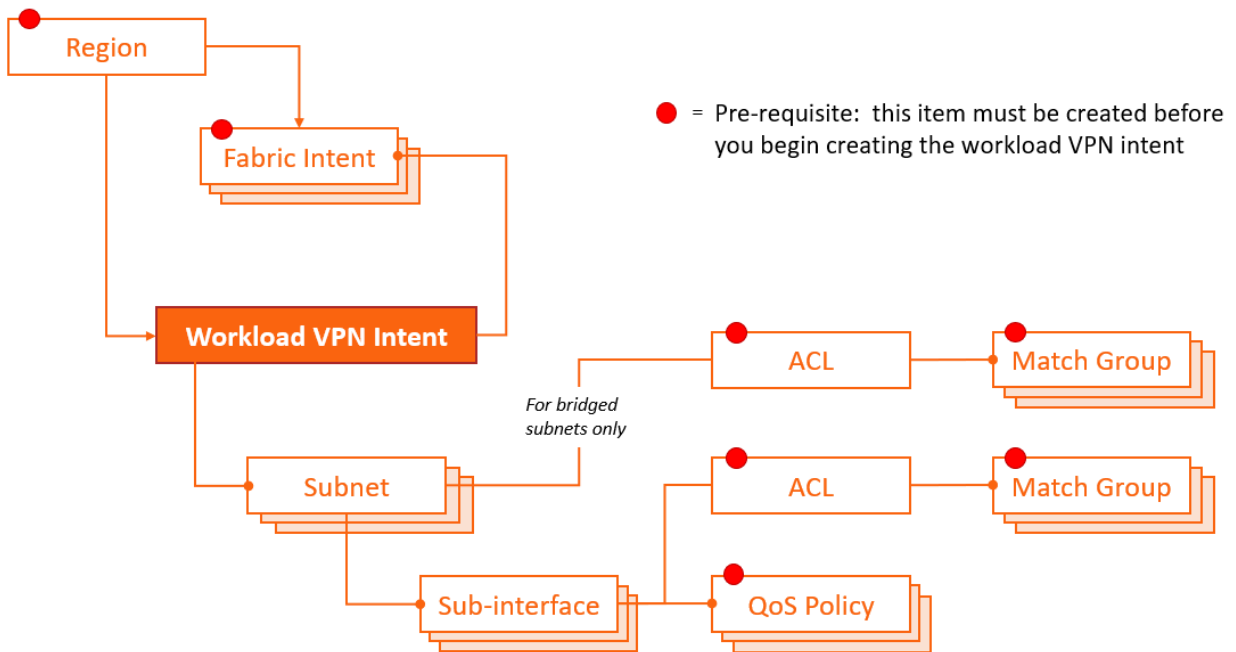 Region
= Pre-requisite: this item must be created before
you begin creating the workload VPN intent
Fabric Intent
Workload VPN Intent
ACL
Match Group
For bridged
subnets only
Subnet
ACL
Match Group
Sub-interface
QoS Policy